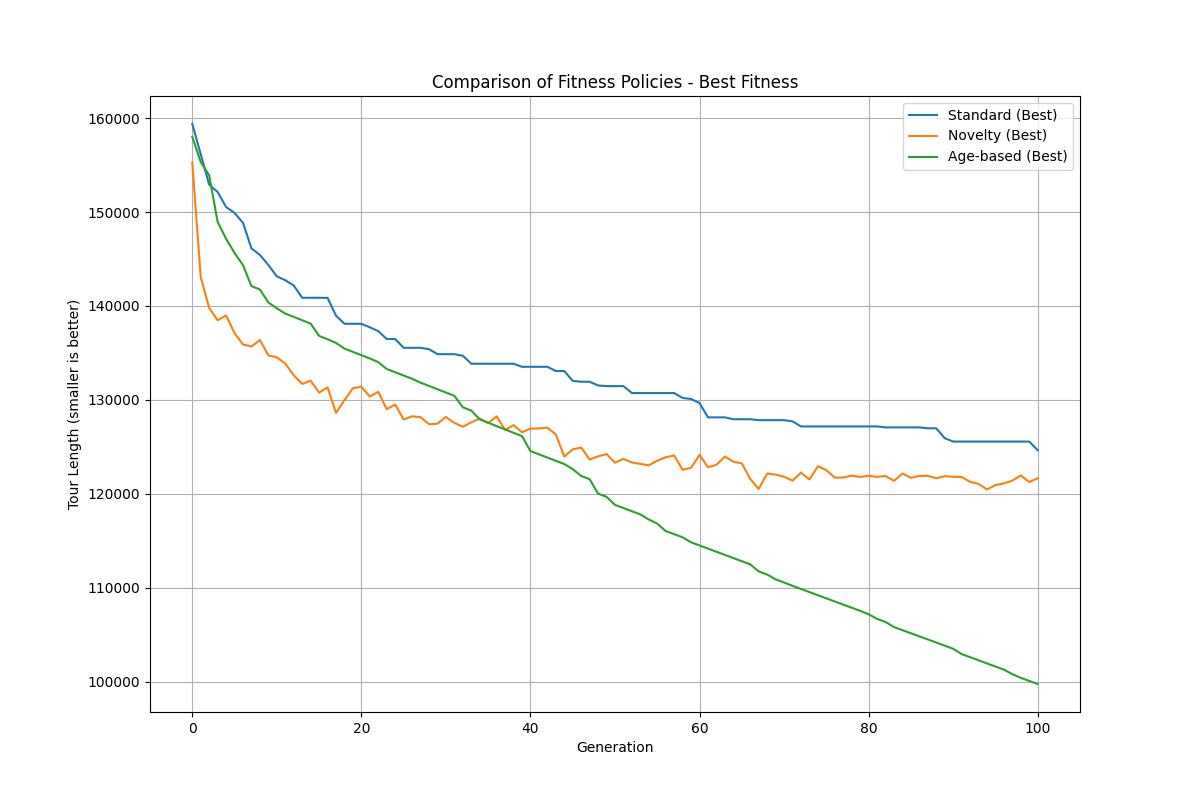 Comparison of Fitness Policies - Best Fitness
Standard (Best)
Novelty (Best)
Age-based (Best)
Tour Length (smaller is better)
160000
150000
140000
130000
120000
110000
100000
0 20 40 60 80 100
Generation